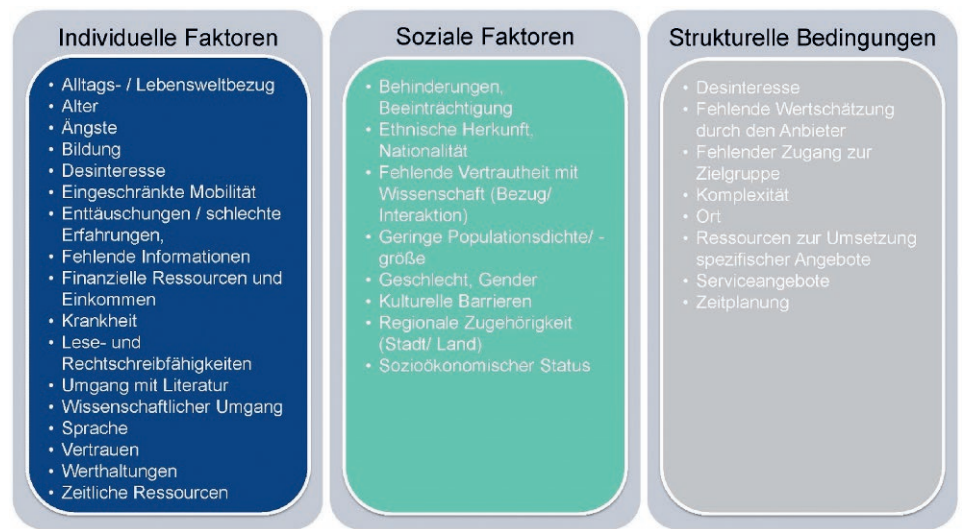 Individuelle Faktoren
• Alltags- / Lebensweltbezug
• Alter
• Ängste
• Bildung
• Desinteresse
• Eingeschränkte Mobilität
• Enttäuschungen / schlechte
Erfahrungen,
• Fehlende Informationen
• Finanzielle Ressourcen und
Einkommen
• Krankheit
• Lese- und
Rechtschreibfähigkeiten
• Umgang mit Literatur
• Wissenschaftlicher Umgang
• Sprache
• Vertrauen
• Werthaltungen
• Zeitliche Ressourcen
Soziale Faktoren
• Behinderungen,
Beeinträchtigung
• Ethnische Herkunft,
Nationalität
• Fehlende Vertrautheit mit
Wissenschaft (Bezug/
Interaktion)
• Geringe Populationsdichte/ -
größe
• Geschlecht, Gender
• Kulturelle Barrieren
• Regionale Zugehörigkeit
(Stadt/ Land)
• Sozioökonomischer Status
Strukturelle Bedingungen
• Desinteresse
• Fehlende Wertschätzung
durch den Anbieter
• Fehlender Zugang zur
Zielgruppe
• Komplexität
• Ort
• Ressourcen zur Umsetzung
spezifischer Angebote
• Serviceangebote
• Zeitplanung